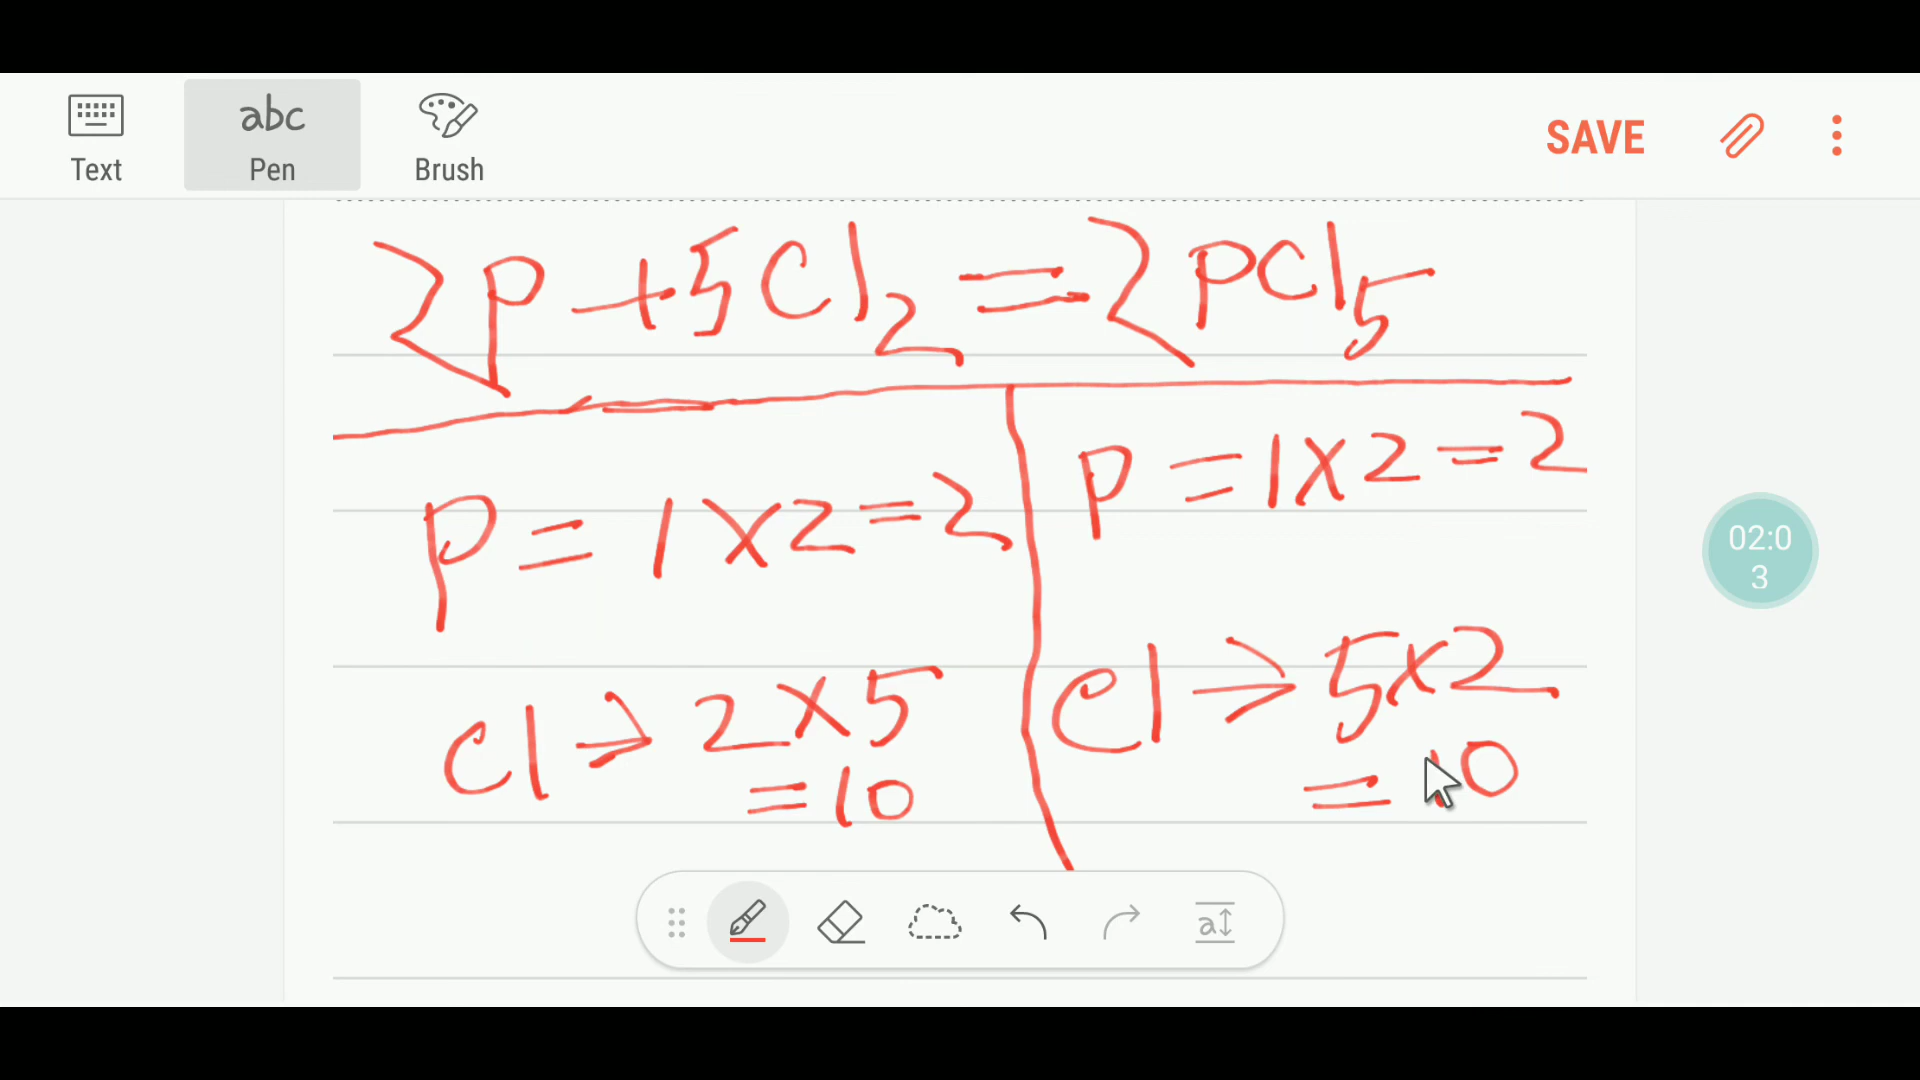 Text
abc
Pen
Brush
SAVE
2P+5Cl₂=2PCl₅
P=1x2=2
Cl→2x5
=10
P=1x2=2
Cl→5x2
=10
02:0
3
a